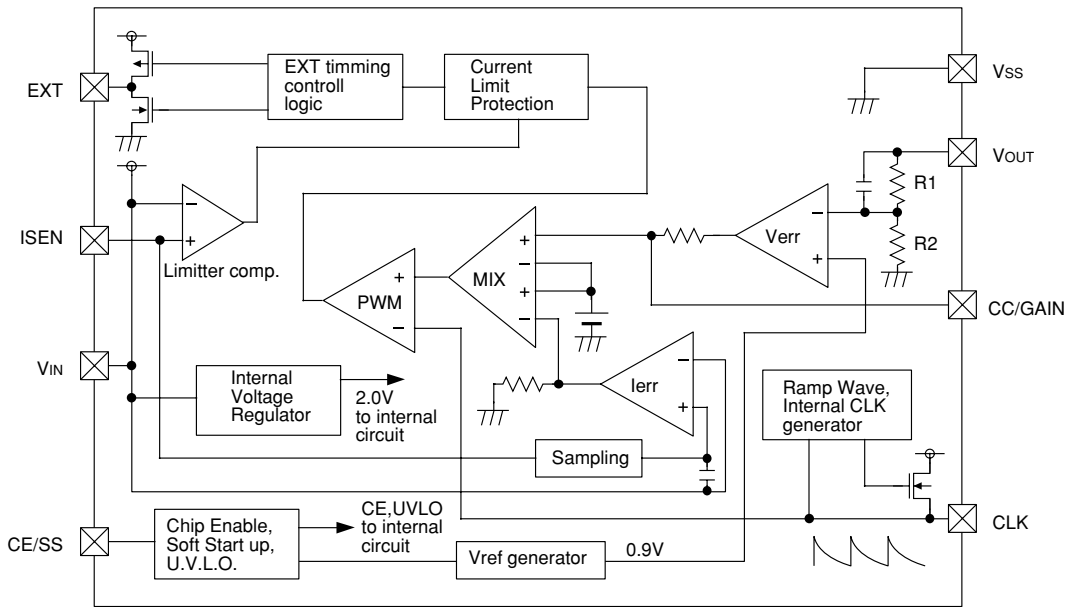 EXT
EXT timming
controll
logic
Current
Limit
Protection
VSS
VOUT
R1
R2
ISEN
−
+
Limitter comp.
PWM
+
−
MIX
+
−
+
−
Verr
−
+
CC/GAIN
VIN
Internal
Voltage
Regulator
2.0V
to internal
circuit
Ierr
−
+
Ramp Wave,
Internal CLK
generator
Sampling
CE/SS
Chip Enable,
Soft Start up,
U.V.L.O.
CE,UVLO
to internal
circuit
Vref generator
0.9V
CLK